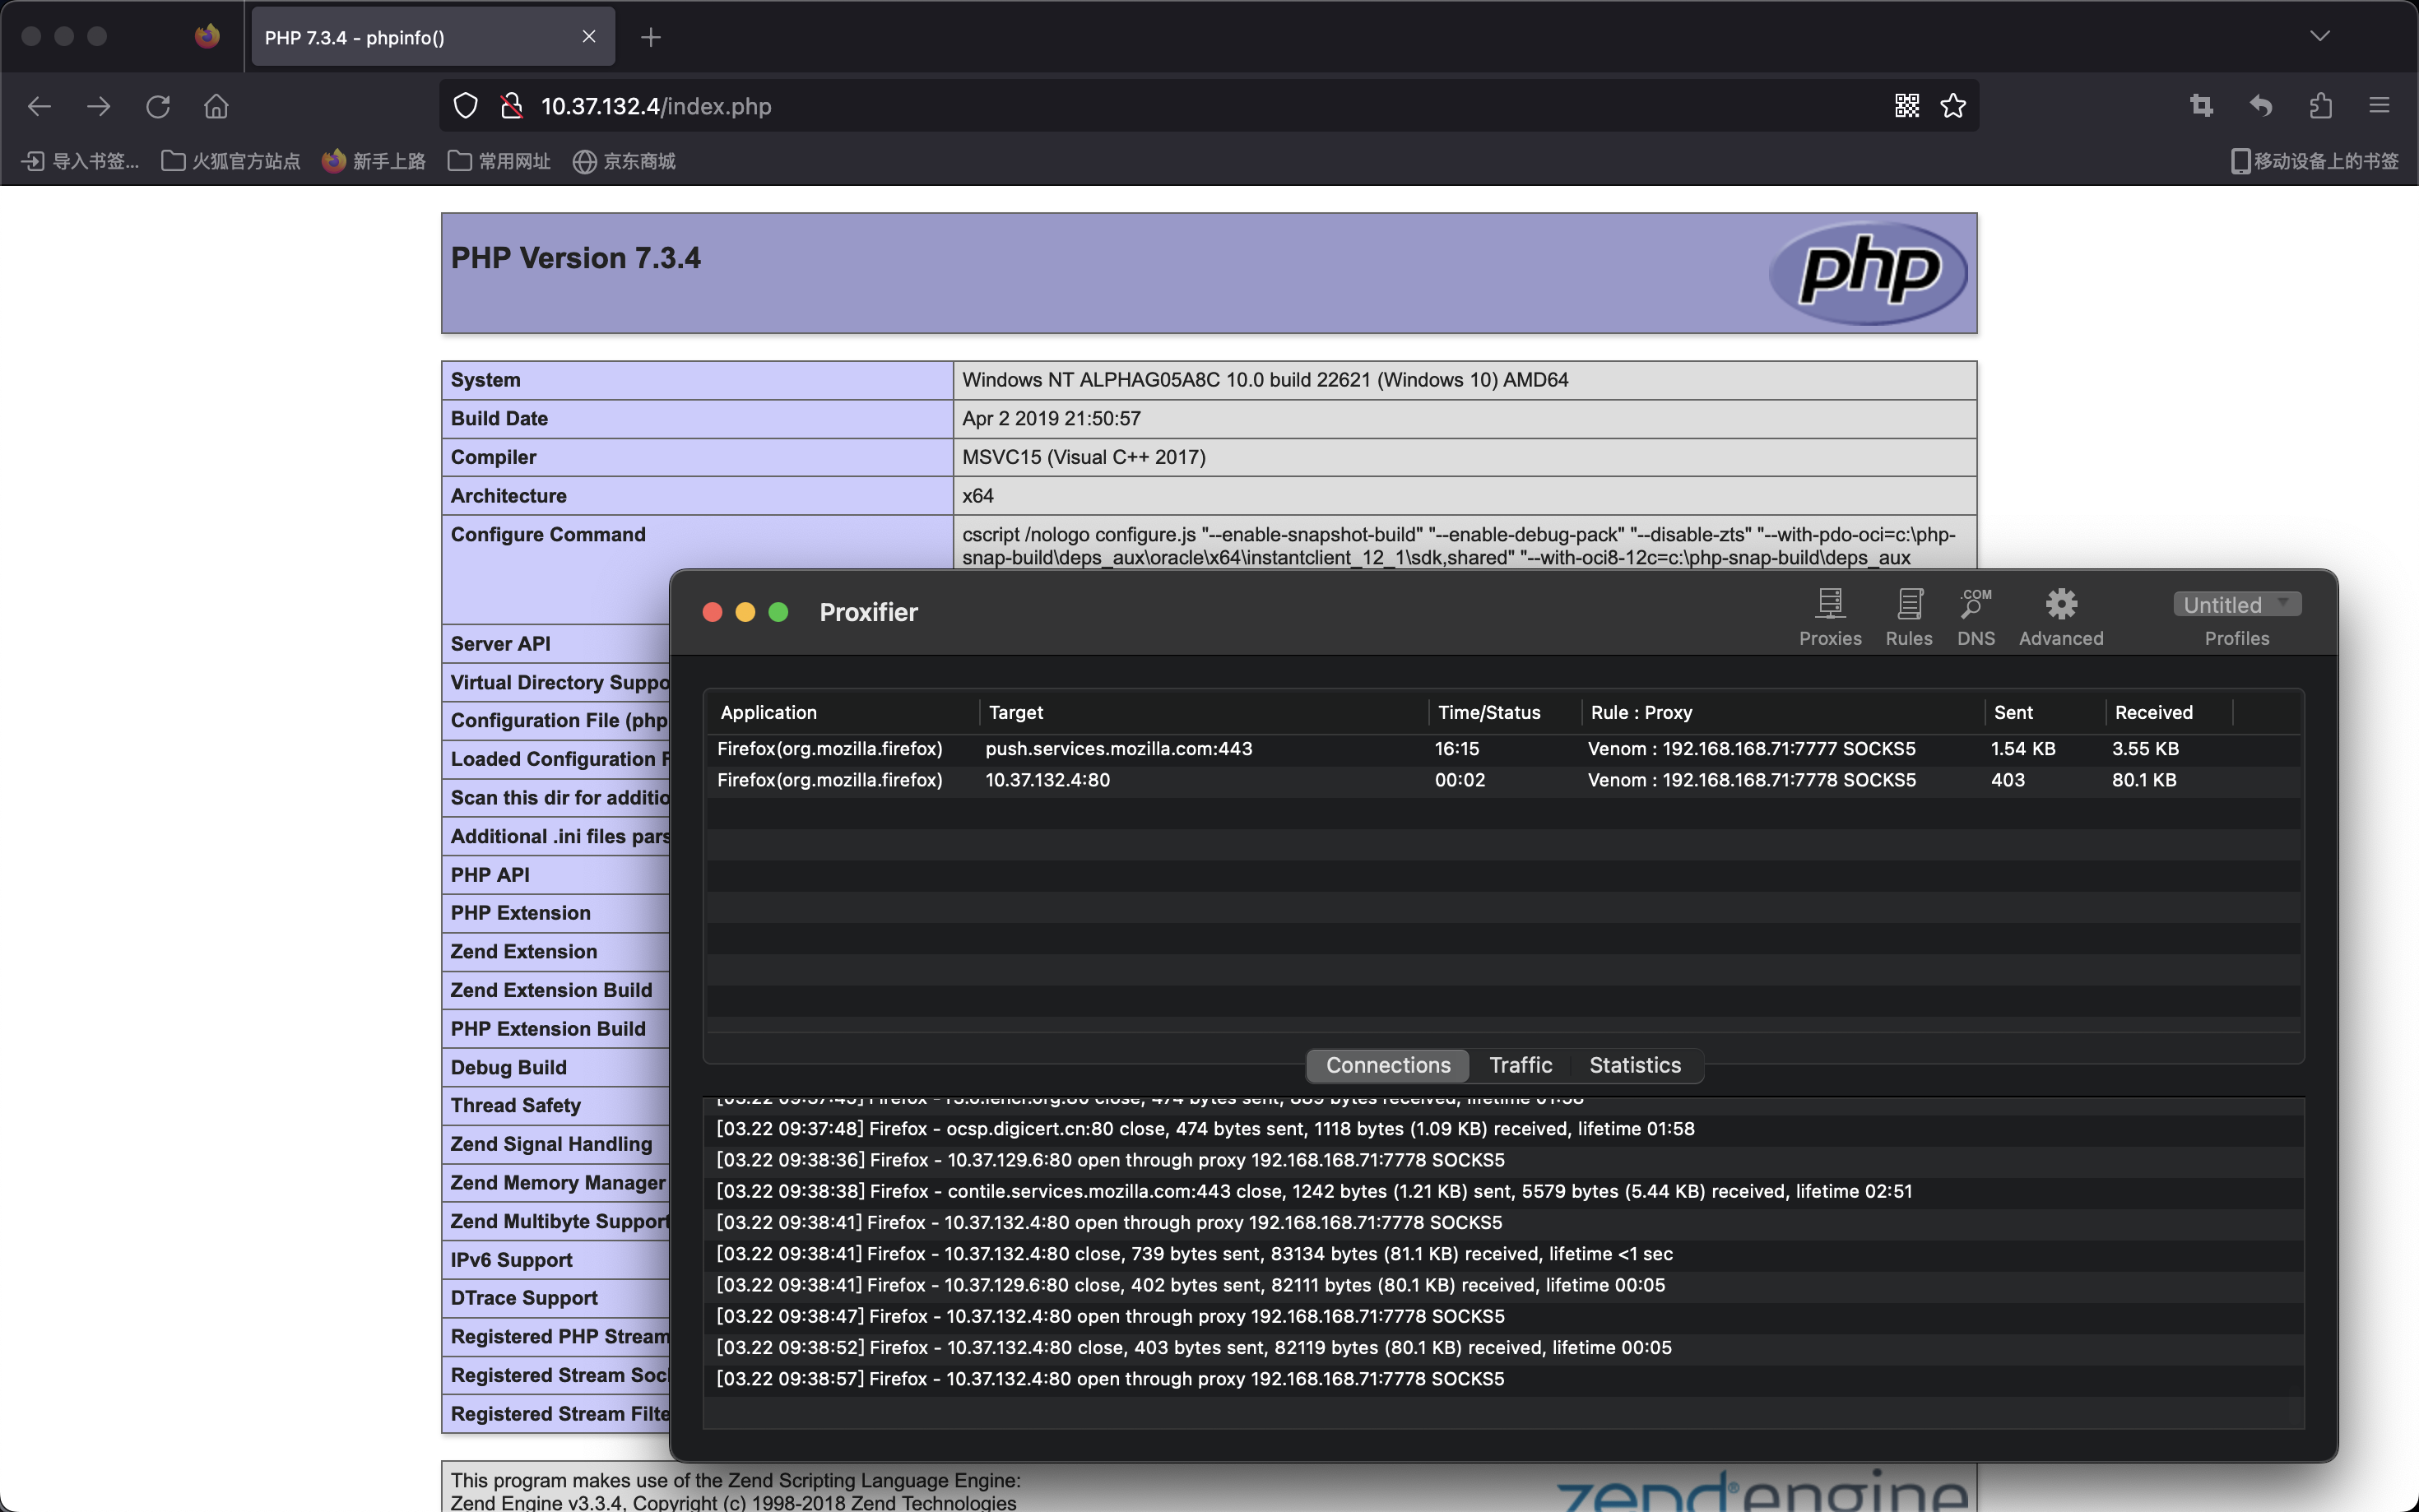 PHP 7.3.4 - phpinfo()
10.37.132.4/index.php
导入书签...
火狐官方站点
新手上路
常用网址
京东商城
移动设备上的书签
PHP Version 7.3.4
php
System Windows NT ALPHAG05A8C 10.0 build 22621 (Windows 10) AMD64
Build Date Apr 2 2019 21:50:57
Compiler MSVC15 (Visual C++ 2017)
Architecture x64
Configure Command cscript /nologo configure.js "--enable-snapshot-build" "--enable-debug-pack" "--disable-zts" "--with-pdo-oci=c:\php-
snap-build\deps_aux\oracle\x64\instantclient_12_1\sdk,shared" "--with-oci8-12c=c:\php-snap-build\deps_aux
Server API
Virtual Directory Suppo
Configuration File (php
Loaded Configuration F
Scan this dir for additio
Additional .ini files pars
PHP API
PHP Extension
Zend Extension
Zend Extension Build
PHP Extension Build
Debug Build
Thread Safety
Zend Signal Handling
Zend Memory Manager
Zend Multibyte Support
IPv6 Support
DTrace Support
Registered PHP Stream
Registered Stream Soc
Registered Stream Filte
This program makes use of the Zend Scripting Language Engine:
Zend Engine v3.3.4, Copyright (c) 1998-2018 Zend Technologies
zend®engine
Proxifier
.COM
Proxies Rules DNS Advanced
Untitled
Profiles
Application Target Time/Status Rule : Proxy Sent Received
Firefox(org.mozilla.firefox) push.services.mozilla.com:443 16:15 Venom : 192.168.168.71:7777 SOCKS5 1.54 KB 3.55 KB
Firefox(org.mozilla.firefox) 10.37.132.4:80 00:02 Venom : 192.168.168.71:7778 SOCKS5 403 80.1 KB
Connections Traffic Statistics
[03.22 09:37:48] Firefox - ocsp.digicert.cn:80 close, 474 bytes sent, 1118 bytes (1.09 KB) received, lifetime 01:58
[03.22 09:38:36] Firefox - 10.37.129.6:80 open through proxy 192.168.168.71:7778 SOCKS5
[03.22 09:38:38] Firefox - contile.services.mozilla.com:443 close, 1242 bytes (1.21 KB) sent, 5579 bytes (5.44 KB) received, lifetime 02:51
[03.22 09:38:41] Firefox - 10.37.132.4:80 open through proxy 192.168.168.71:7778 SOCKS5
[03.22 09:38:41] Firefox - 10.37.132.4:80 close, 739 bytes sent, 83134 bytes (81.1 KB) received, lifetime <1 sec
[03.22 09:38:41] Firefox - 10.37.129.6:80 close, 402 bytes sent, 82111 bytes (80.1 KB) received, lifetime 00:05
[03.22 09:38:47] Firefox - 10.37.132.4:80 open through proxy 192.168.168.71:7778 SOCKS5
[03.22 09:38:52] Firefox - 10.37.132.4:80 close, 403 bytes sent, 82119 bytes (80.1 KB) received, lifetime 00:05
[03.22 09:38:57] Firefox - 10.37.132.4:80 open through proxy 192.168.168.71:7778 SOCKS5